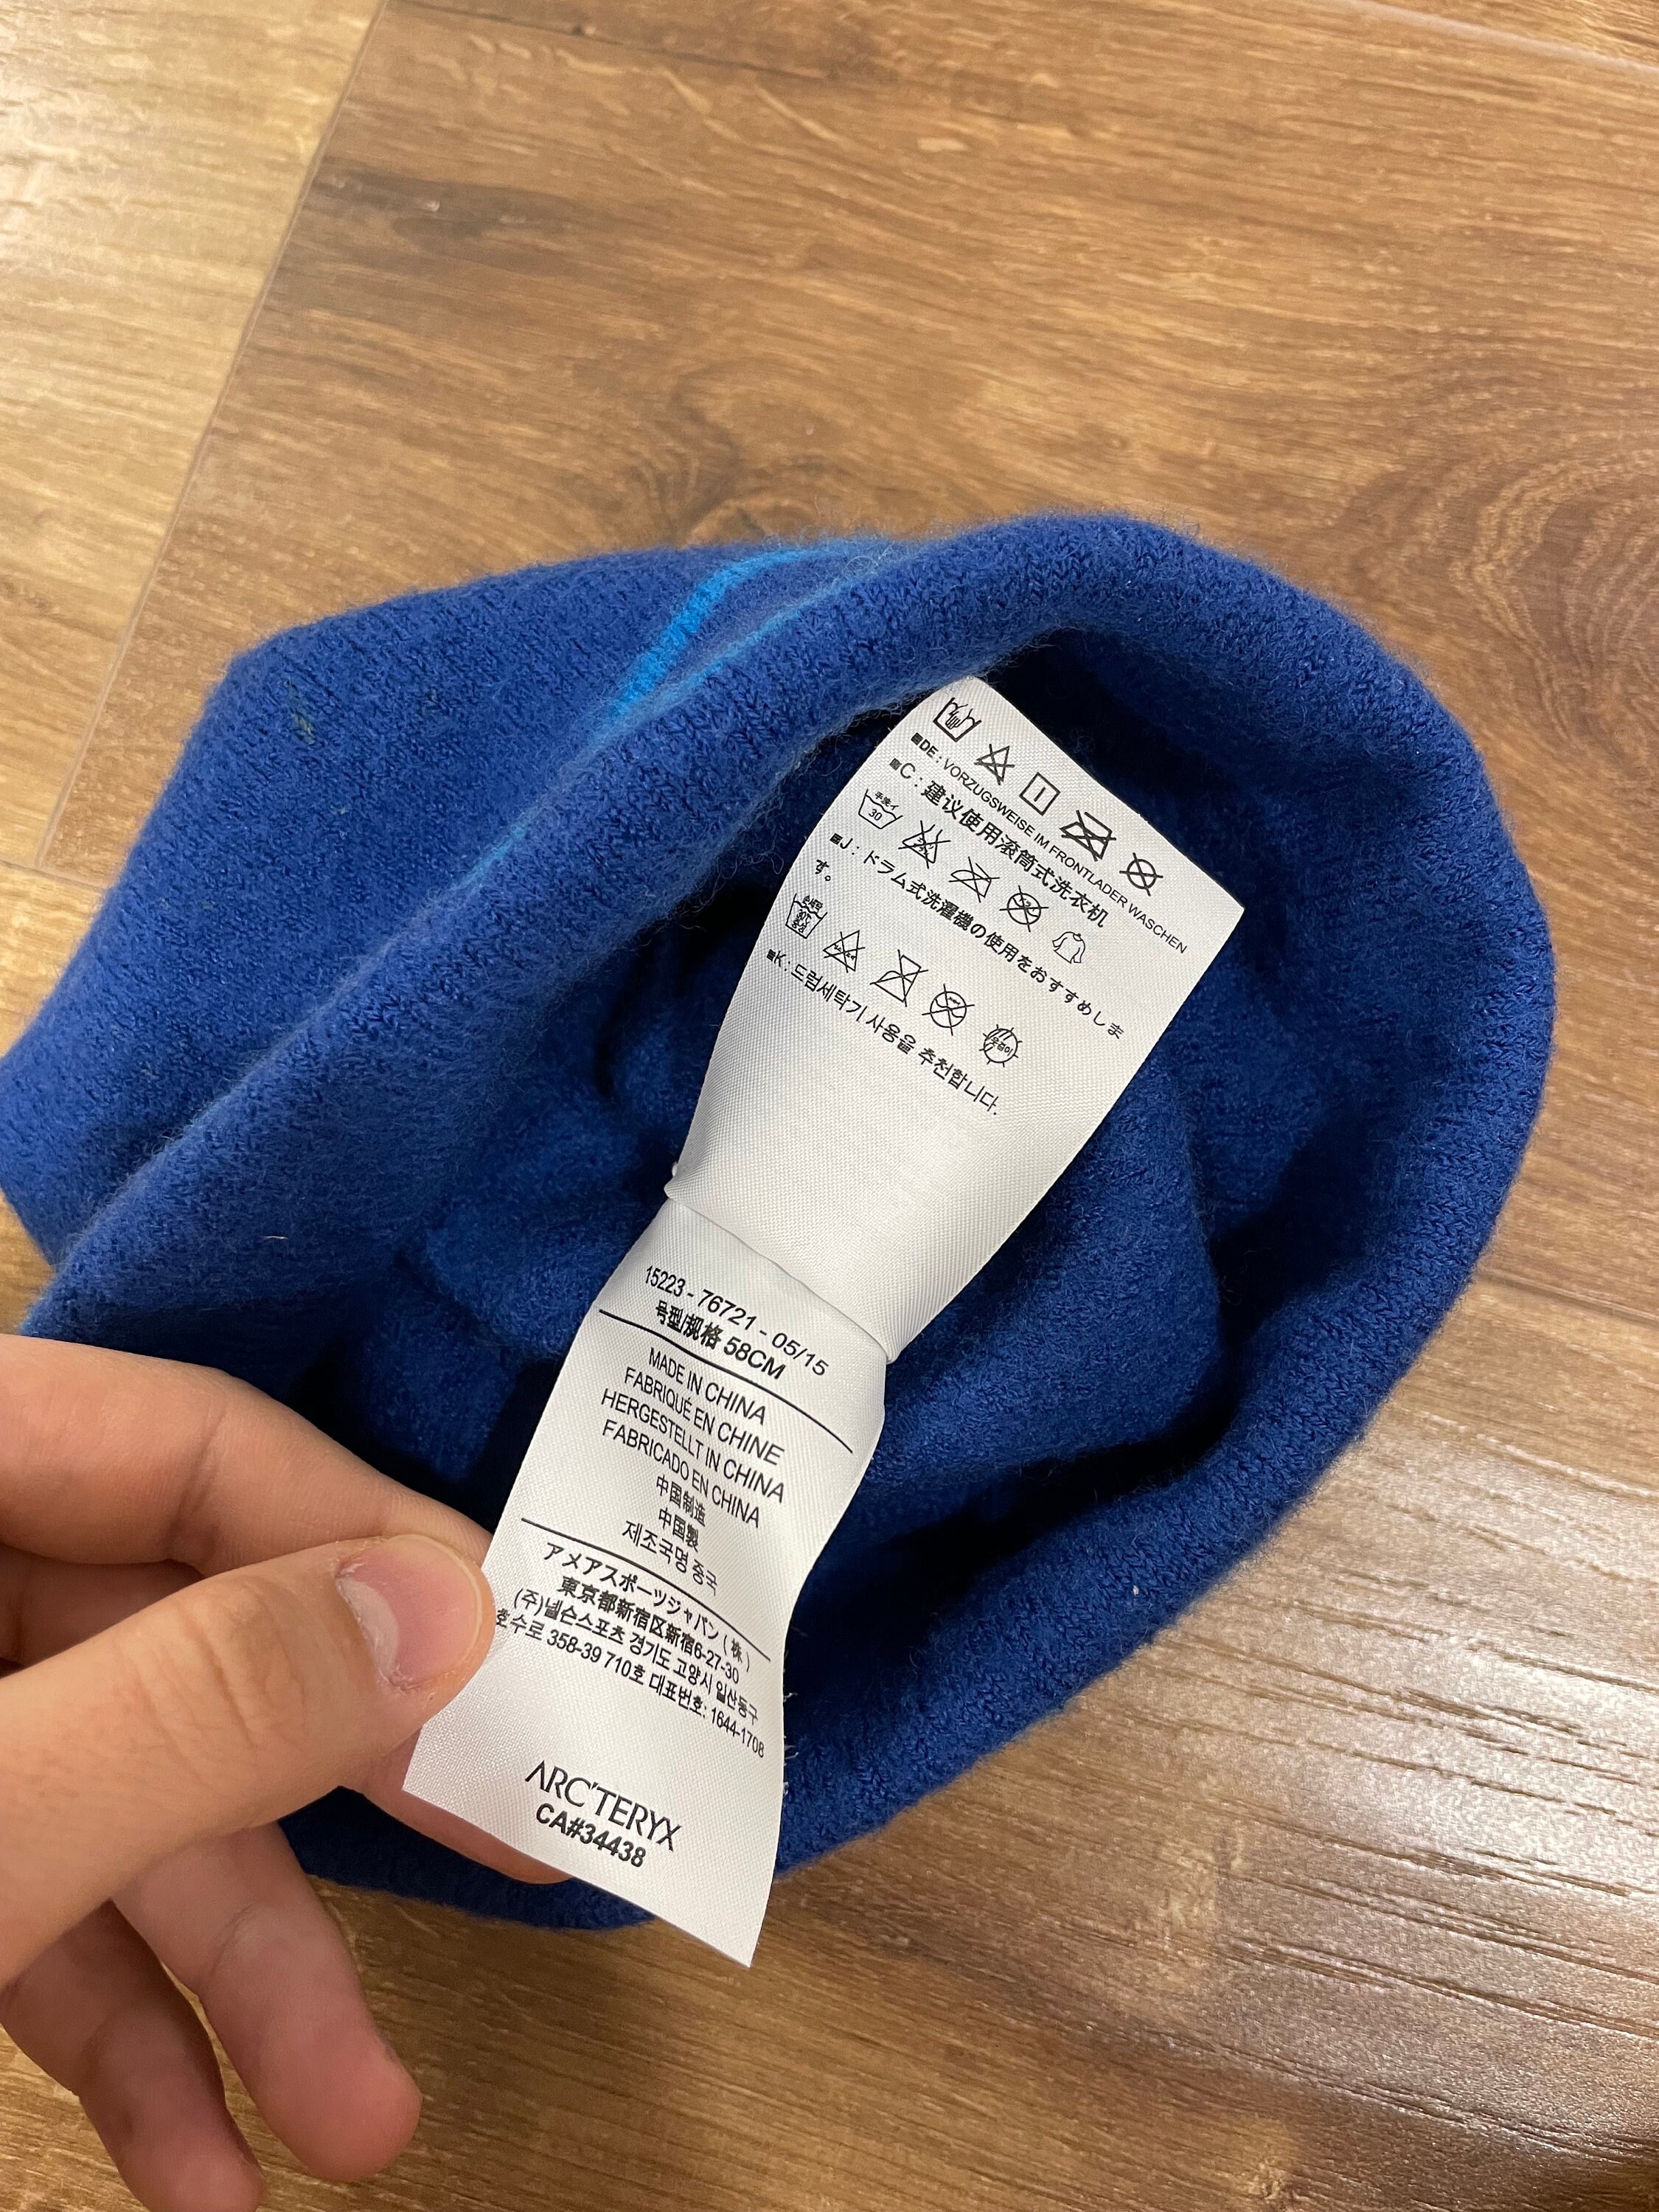 ■DE : VORZUGSWEISE IM FRONTLADER WASCHEN
■C : 建议使用滚筒式洗衣机
手洗イ
30
■J : ドラム式洗濯機の使用をおすすめしま
す。
손세탁
■K : 드럼세탁기 사용을 추천합니다.
15223 - 76721 - 05/15
号型/规格 58CM
MADE IN CHINA
FABRIQUÉ EN CHINE
HERGESTELLT IN CHINA
FABRICADO EN CHINA
中国制造
中国製
제조국명 중국
アメアスポーツジャパン(株)
東京都新宿区新宿6-27-30
(주)넬슨스포츠 경기도 고양시 일산동구
호수로 358-39 710호 대표번호: 1644-1708
ARC'TERYX
CA#34438